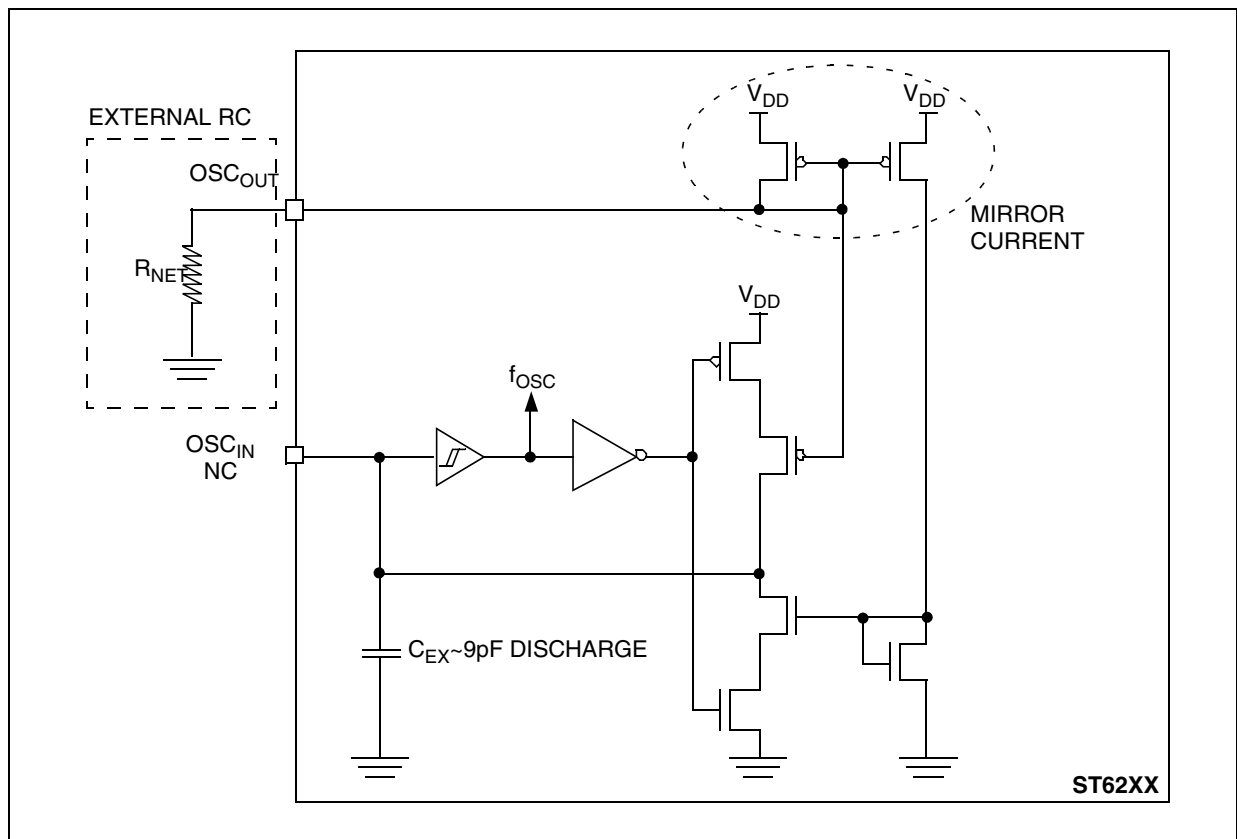 V_DD V_DD
EXTERNAL RC
OSC_OUT
MIRROR
CURRENT
R_NET
V_DD
f_OSC
OSC_IN
NC
C_EX~9pF DISCHARGE
ST62XX